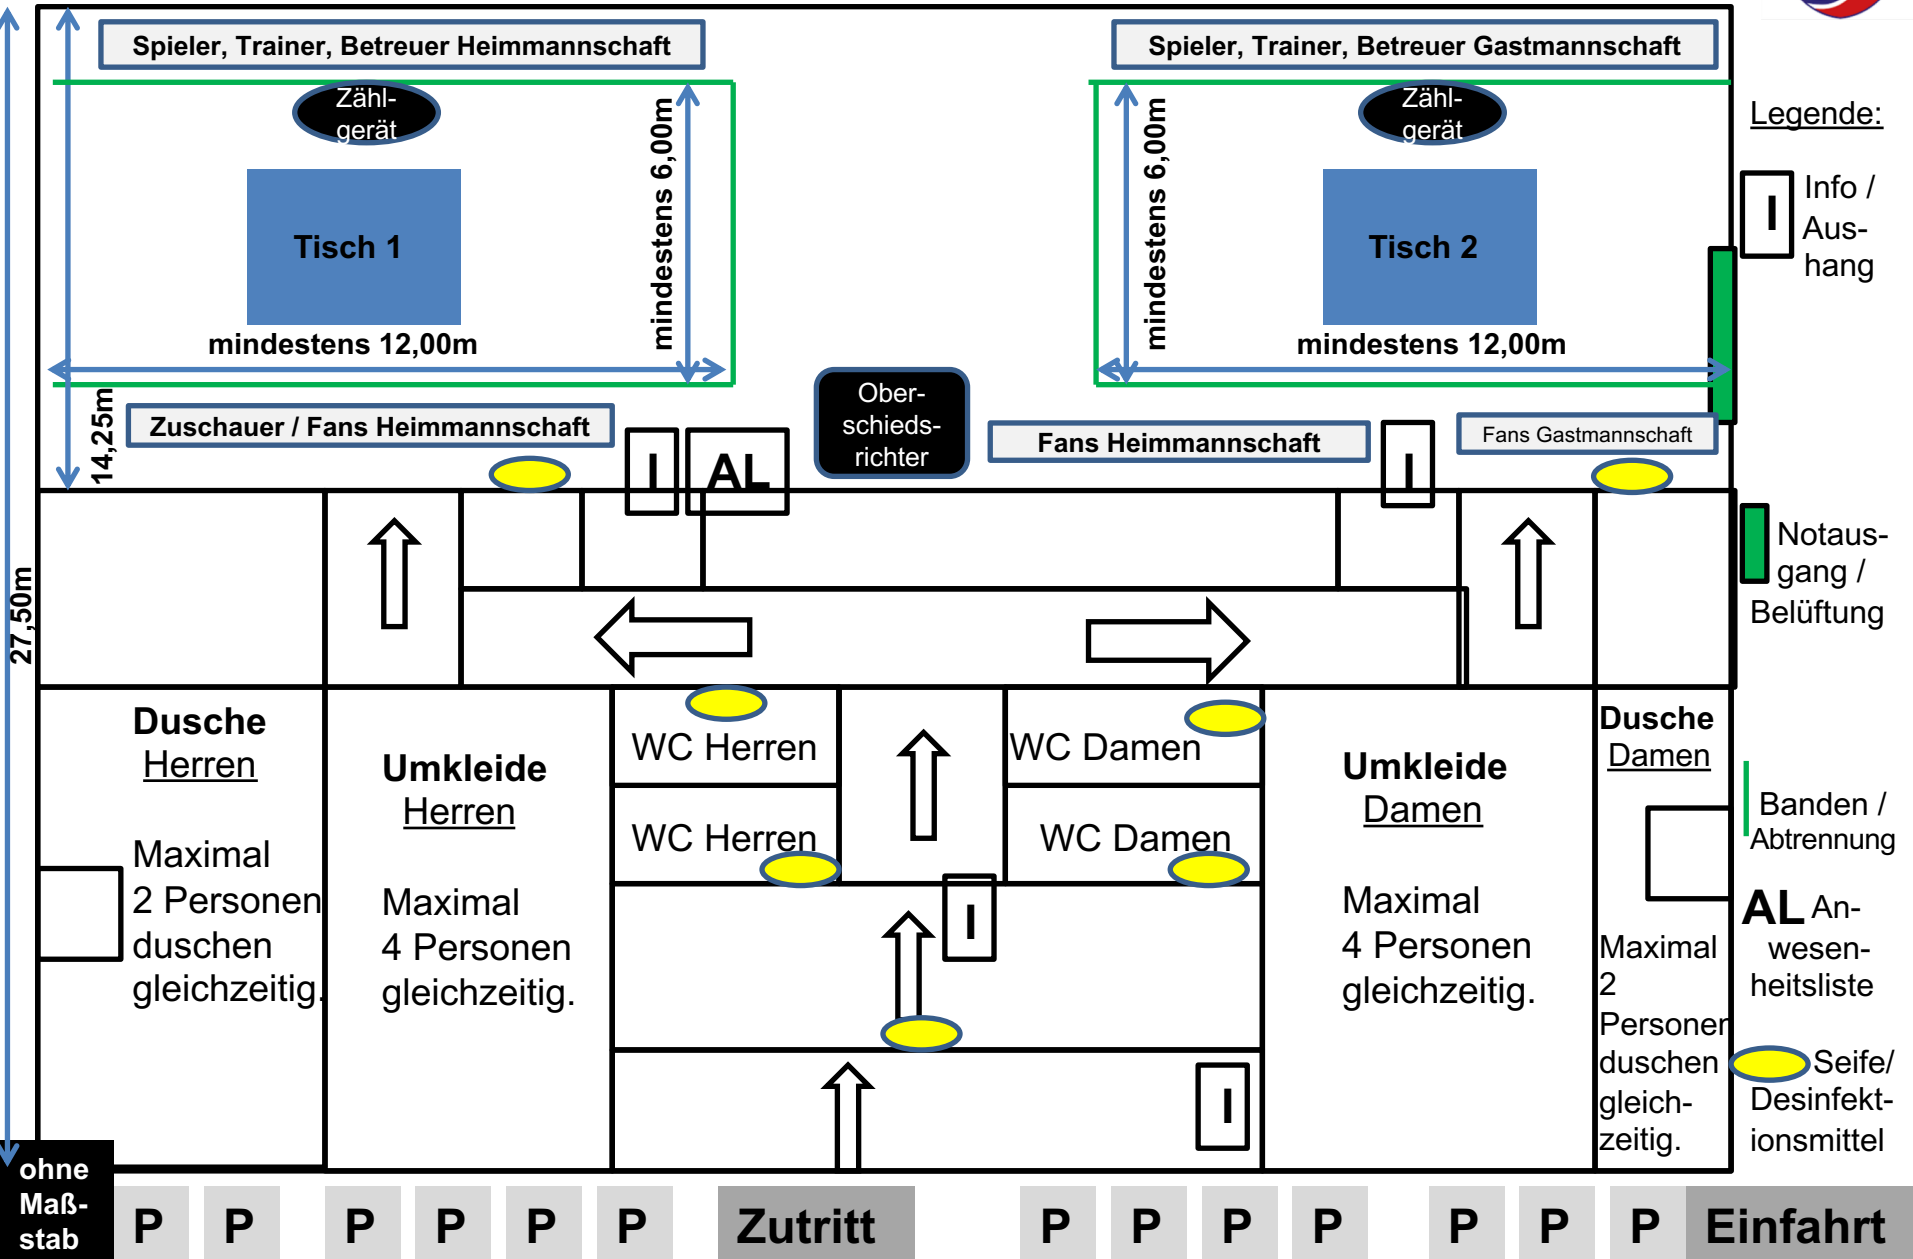 Spieler, Trainer, Betreuer Heimmannschaft
Spieler, Trainer, Betreuer Gastmannschaft
Zähl-
gerät
Zähl-
gerät
mindestens 6,00m
mindestens 6,00m
Tisch 1
Tisch 2
mindestens 12,00m
mindestens 12,00m
14,25m
27,50m
Zuschauer / Fans Heimmannschaft
I
AL
Ober-
schieds-
richter
Fans Heimmannschaft
I
Fans Gastmannschaft
Dusche
Herren
Maximal
2 Personen
duschen
gleichzeitig.
Umkleide
Herren
Maximal
4 Personen
gleichzeitig.
WC Herren
WC Herren
WC Damen
WC Damen
I
I
Umkleide
Damen
Maximal
4 Personen
gleichzeitig.
Dusche
Damen
Maximal
2
Personen
duschen
gleich-
zeitig.
Legende:
I
Info /
Aus-
hang
Notaus-
gang /
Belüftung
Banden /
Abtrennung
AL An-
wesen-
heitsliste
Seife/
Desinfekt-
ionsmittel
ohne
Maß-
stab
P P P P P P Zutritt P P P P P P P Einfahrt